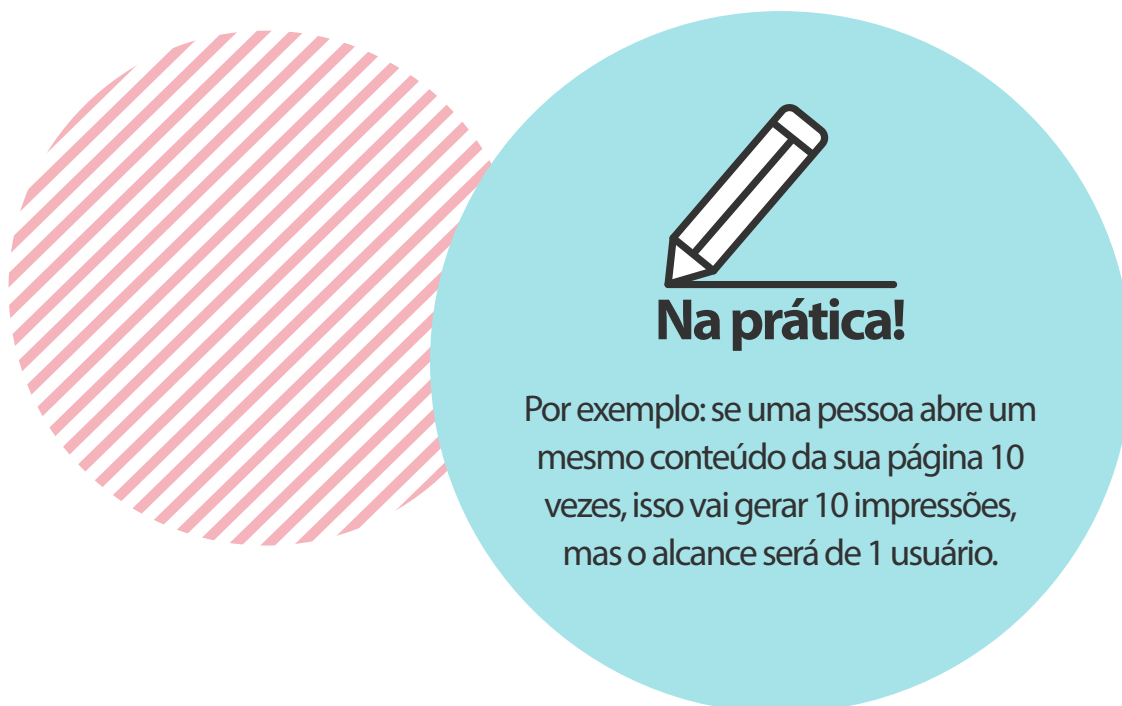 Na prática!
Por exemplo: se uma pessoa abre um
mesmo conteúdo da sua página 10
vezes, isso vai gerar 10 impressões,
mas o alcance será de 1 usuário.